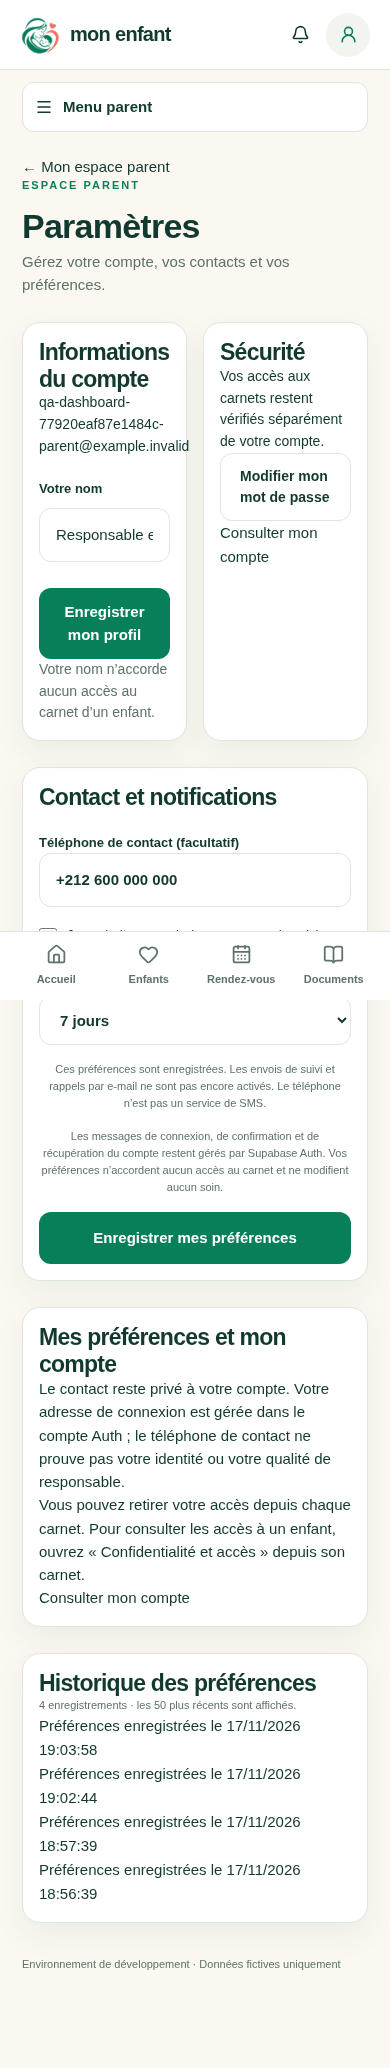 mon enfant
Menu parent
← Mon espace parent
ESPACE PARENT
Paramètres
Gérez votre compte, vos contacts et vos
préférences.
Informations
du compte
qa-dashboard-
77920eaf87e1484c-
parent@example.invalid
Votre nom
Responsable e
Enregistrer
mon profil
Votre nom n’accorde
aucun accès au
carnet d’un enfant.
Sécurité
Vos accès aux
carnets restent
vérifiés séparément
de votre compte.
Modifier mon
mot de passe
Consulter mon
compte
Contact et notifications
Téléphone de contact (facultatif)
+212 600 000 000
Accueil
Enfants
Rendez-vous
Documents
7 jours
Ces préférences sont enregistrées. Les envois de suivi et
rappels par e-mail ne sont pas encore activés. Le téléphone
n’est pas un service de SMS.
Les messages de connexion, de confirmation et de
récupération du compte restent gérés par Supabase Auth. Vos
préférences n’accordent aucun accès au carnet et ne modifient
aucun soin.
Enregistrer mes préférences
Mes préférences et mon
compte
Le contact reste privé à votre compte. Votre
adresse de connexion est gérée dans le
compte Auth ; le téléphone de contact ne
prouve pas votre identité ou votre qualité de
responsable.
Vous pouvez retirer votre accès depuis chaque
carnet. Pour consulter les accès à un enfant,
ouvrez « Confidentialité et accès » depuis son
carnet.
Consulter mon compte
Historique des préférences
4 enregistrements · les 50 plus récents sont affichés.
Préférences enregistrées le 17/11/2026
19:03:58
Préférences enregistrées le 17/11/2026
19:02:44
Préférences enregistrées le 17/11/2026
18:57:39
Préférences enregistrées le 17/11/2026
18:56:39
Environnement de développement · Données fictives uniquement